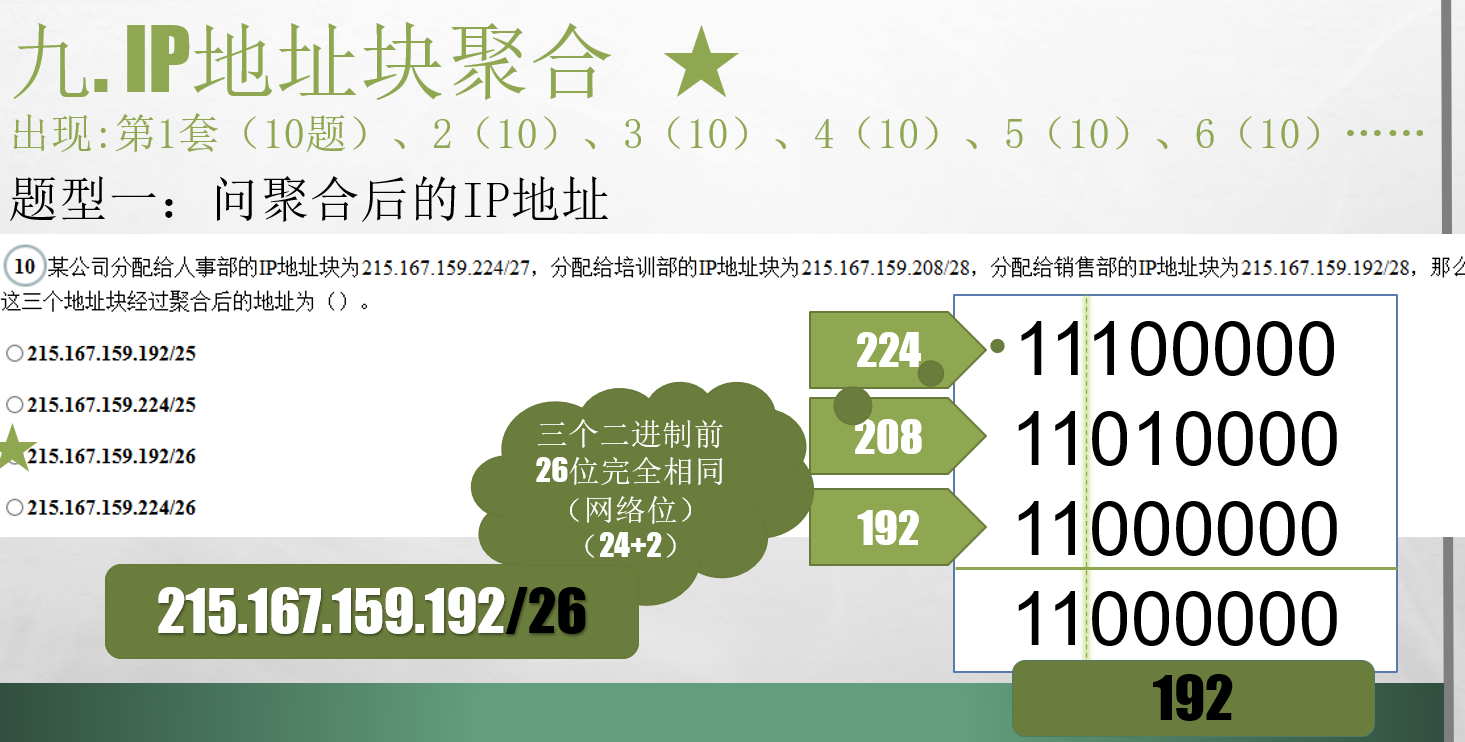 九. IP地址块聚合
出现:第1套（10题）、2（10）、3（10）、4（10）、5（10）、6（10）……
题型一：问聚合后的IP地址
10 某公司分配给人事部的IP地址块为215.167.159.224/27，分配给培训部的IP地址块为215.167.159.208/28，分配给销售部的IP地址块为215.167.159.192/28，那么
这三个地址块经过聚合后的地址为（）。
215.167.159.192/25
215.167.159.224/25
215.167.159.192/26
215.167.159.224/26
三个二进制前
26位完全相同
（网络位）
（24+2）
215.167.159.192/26
224
11100000
208
11010000
192
11000000
11000000
192